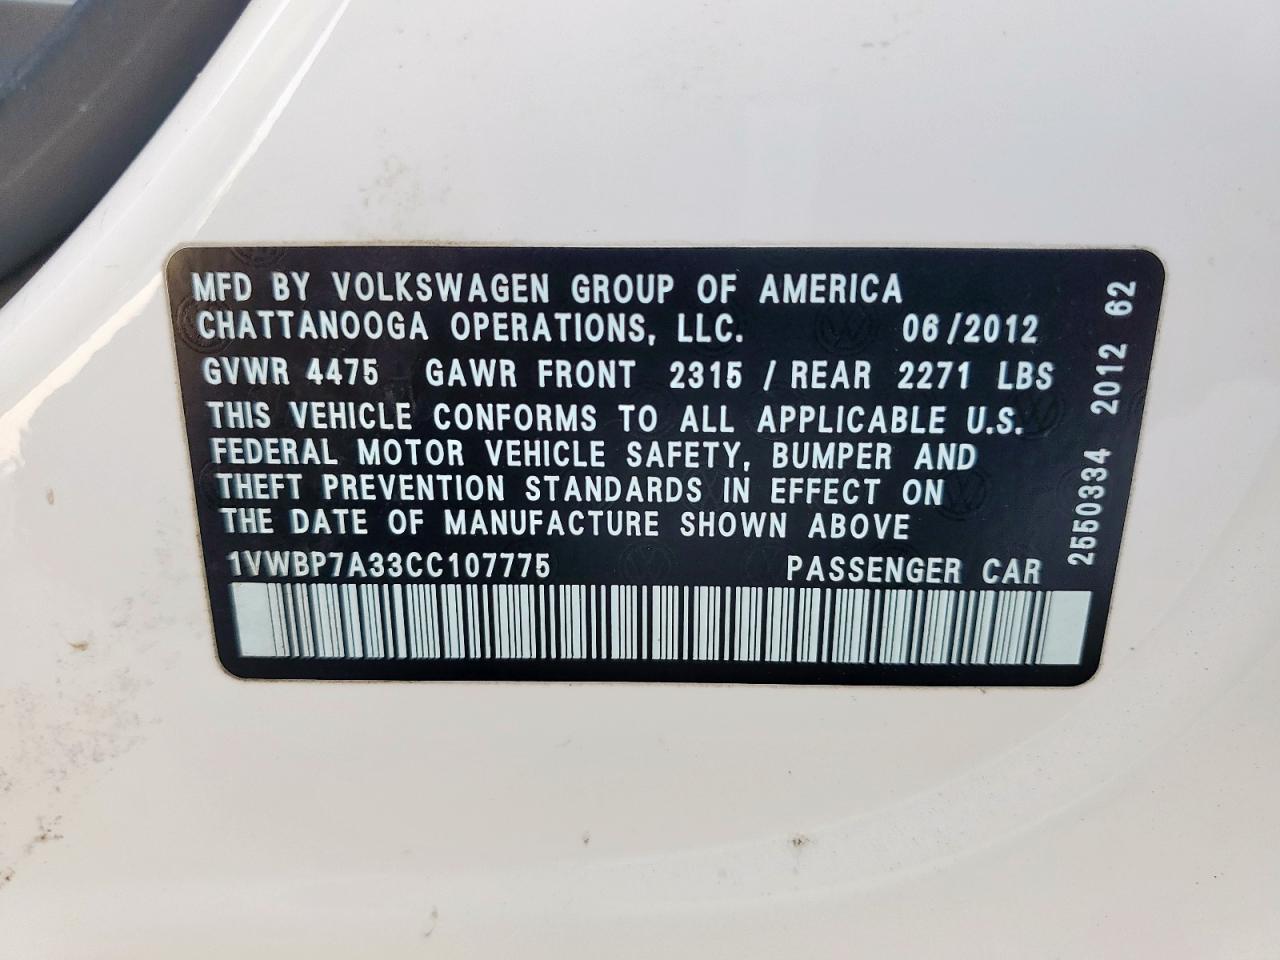 MFD BY VOLKSWAGEN GROUP OF AMERICA
CHATTANOOGA OPERATIONS, LLC. 06/2012
GVWR 4475 GAWR FRONT 2315 / REAR 2271 LBS
THIS VEHICLE CONFORMS TO ALL APPLICABLE U.S.
FEDERAL MOTOR VEHICLE SAFETY, BUMPER AND
THEFT PREVENTION STANDARDS IN EFFECT ON
THE DATE OF MANUFACTURE SHOWN ABOVE
1VWBP7A33CC107775 PASSENGER CAR
2550334 2012 62